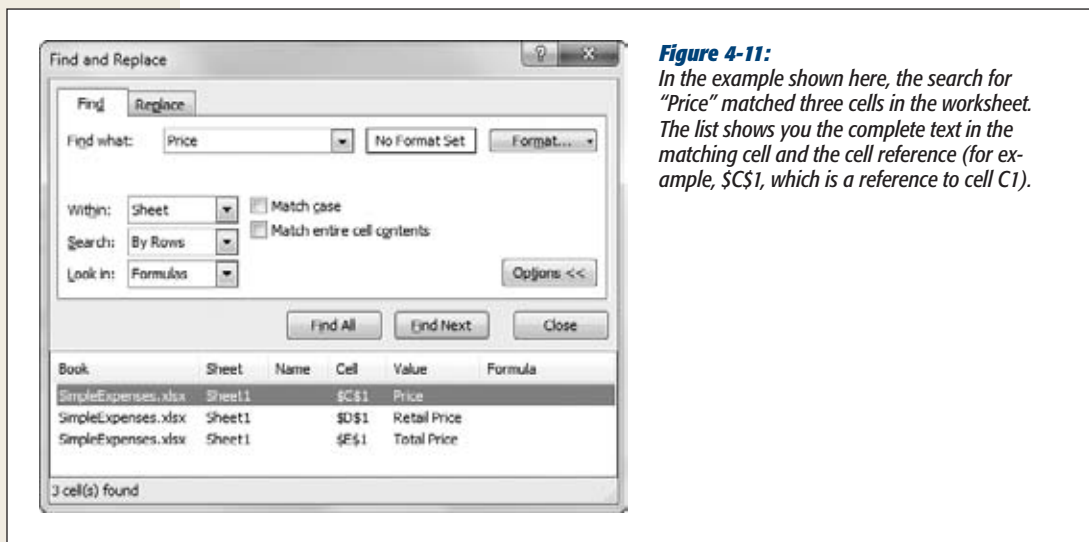 Find and Replace
Find Replace
Find what: Price No Format Set Format...
Within: Sheet Match case
Search: By Rows Match entire cell contents
Look in: Formulas Options <<
Find All Find Next Close
Book Sheet Name Cell Value Formula
SimpleExpenses.xlsx Sheet1 $C$1 Price
SimpleExpenses.xlsx Sheet1 $D$1 Retail Price
SimpleExpenses.xlsx Sheet1 $E$1 Total Price
3 cell(s) found
Figure 4-11:
In the example shown here, the search for
“Price” matched three cells in the worksheet.
The list shows you the complete text in the
matching cell and the cell reference (for ex-
ample, $C$1, which is a reference to cell C1).